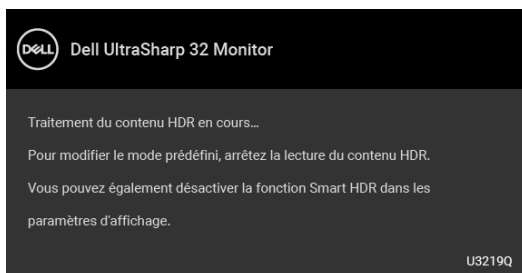 DELL
Dell UltraSharp 32 Monitor
Traitement du contenu HDR en cours...
Pour modifier le mode prédéfini, arrêtez la lecture du contenu HDR.
Vous pouvez également désactiver la fonction Smart HDR dans les
paramètres d'affichage.
U3219Q